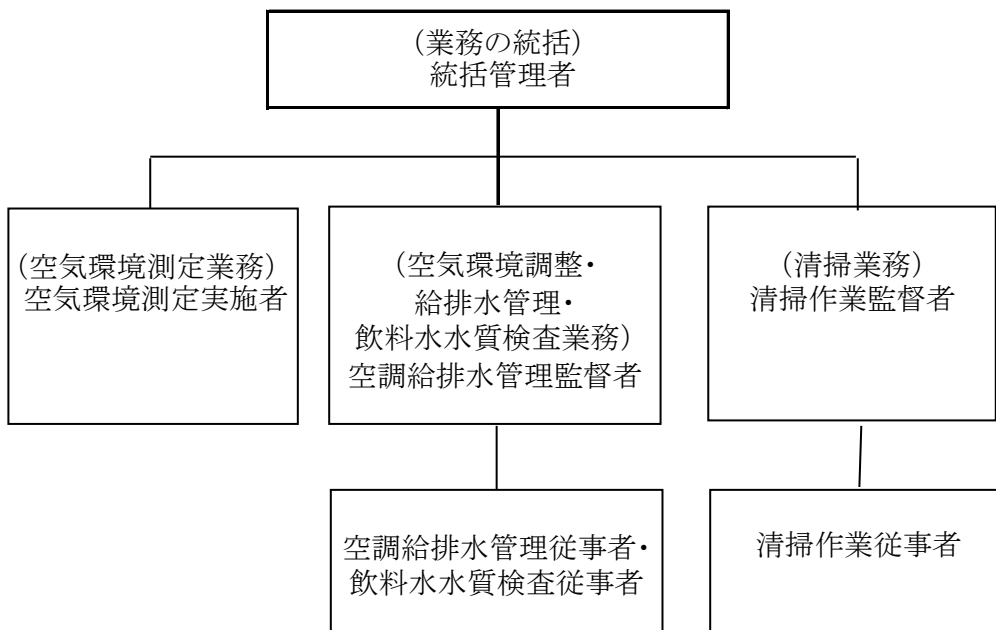 (業務の統括)
統括管理者
(空気環境測定業務)
空気環境測定実施者
(空気環境調整・
給排水管理・
飲料水水質検査業務)
空調給排水管理監督者
(清掃業務)
清掃作業監督者
空調給排水管理従事者・
飲料水水質検査従事者
清掃作業従事者